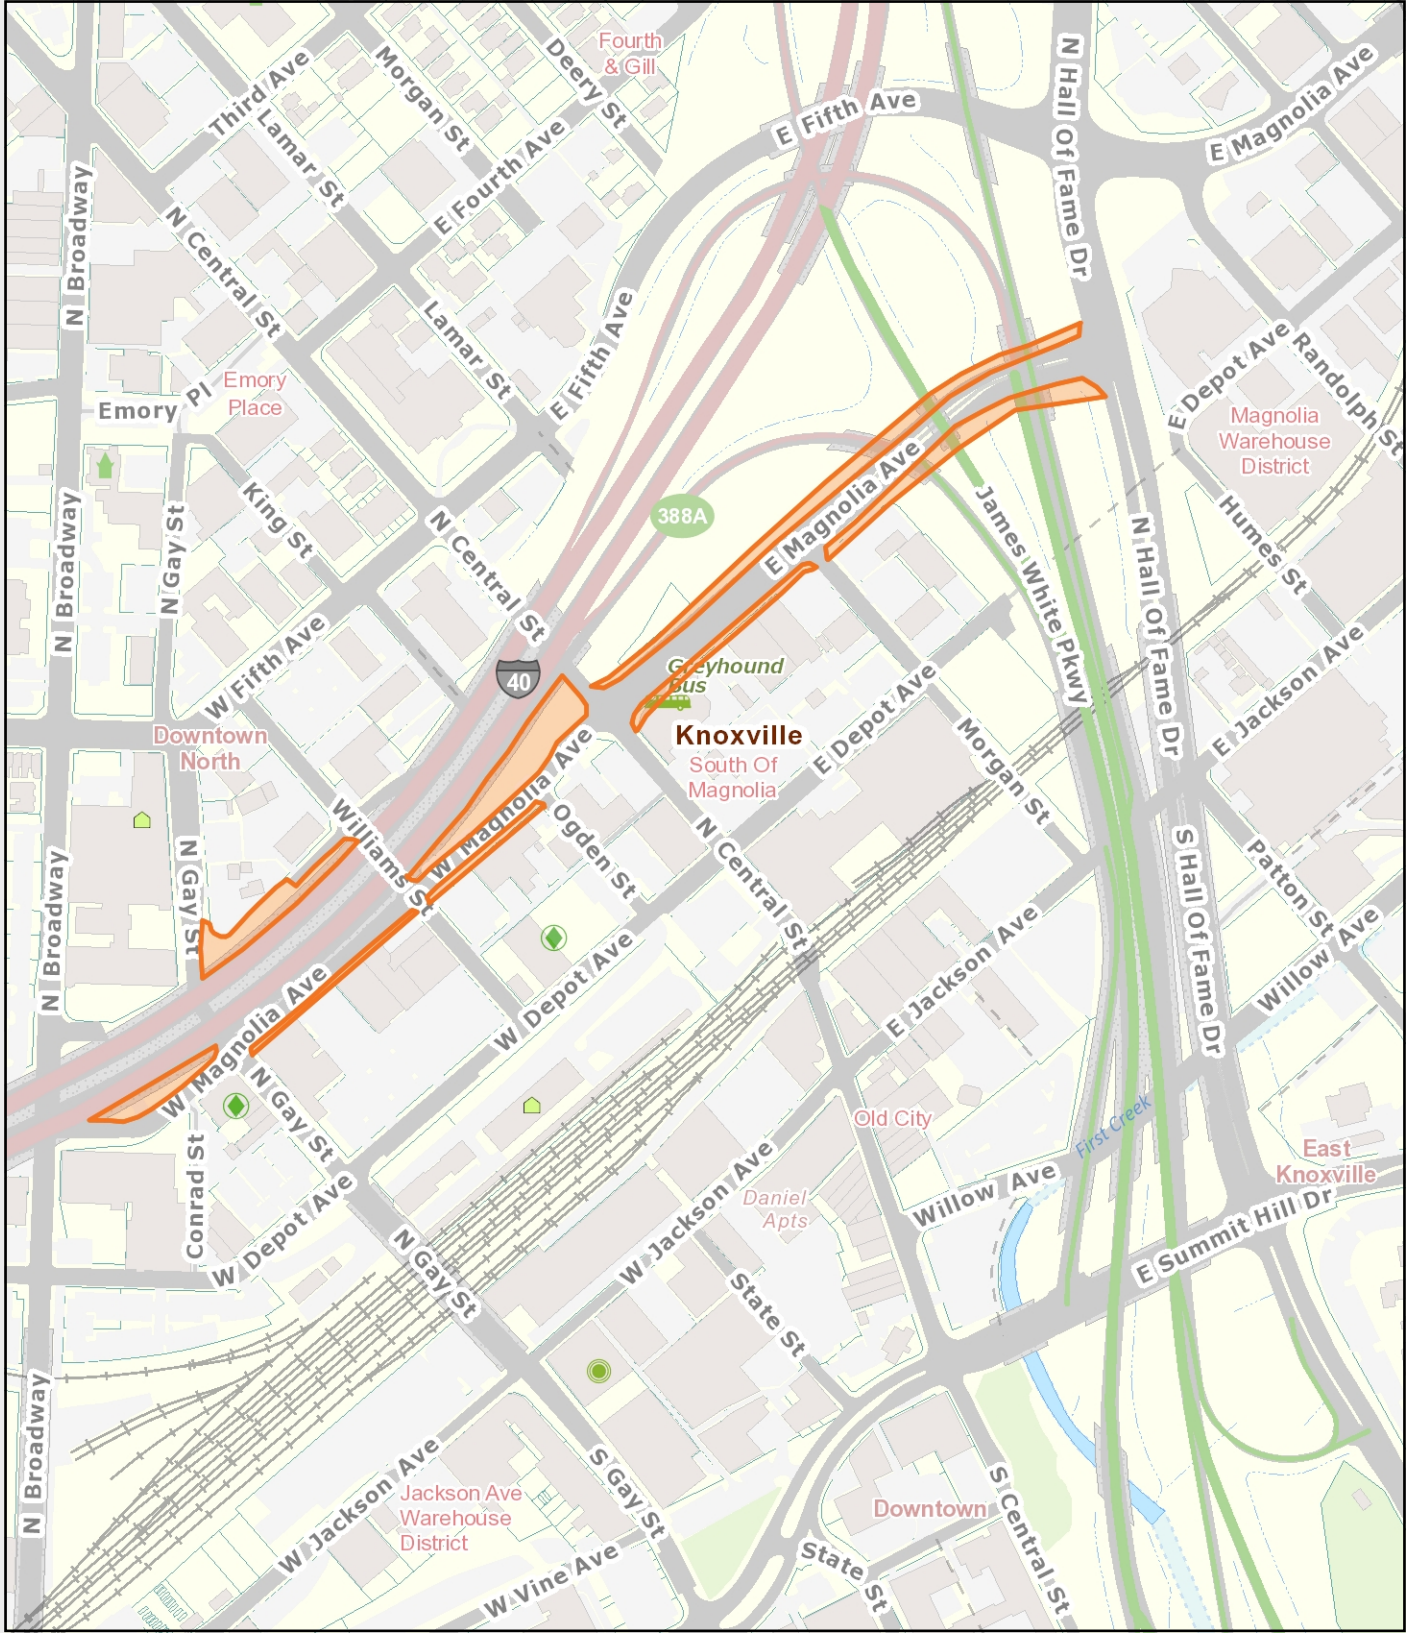 Fourth
& Gill
Deery St
Morgan St
Third Ave
Lamar St
E Fourth Ave
E Fifth Ave
N Hall Of Fame Dr
E Magnolia Ave
N Broadway
N Central St
Lamar St
E Fifth Ave
Emory Pl
Emory
Place
E Depot Ave
Randolph St
Magnolia
Warehouse
District
N Broadway
N Gay St
King St
N Central St
388A
E Magnolia Ave
James White Pkwy
N Hall Of Fame Dr
Humes St
W Fifth Ave
40
Greyhound
Bus
Knoxville
South Of
Magnolia
E Depot Ave
Morgan St
E Jackson Ave
Downtown
North
W Magnolia Ave
Williams St
Ogden St
N Central St
N Gay St
N Broadway
S Hall Of Fame Dr
Patton St
Willow Ave
W Depot Ave
E Jackson Ave
W Magnolia Ave
N Gay St
Conrad St
W Depot Ave
Old City
First Creek
East
Knoxville
Willow Ave
E Summit Hill Dr
Daniel
Apts
W Jackson Ave
N Gay St
State St
N Broadway
W Jackson Ave
Jackson Ave
Warehouse
District
S Gay St
W Vine Ave
Downtown
State St
S Central St